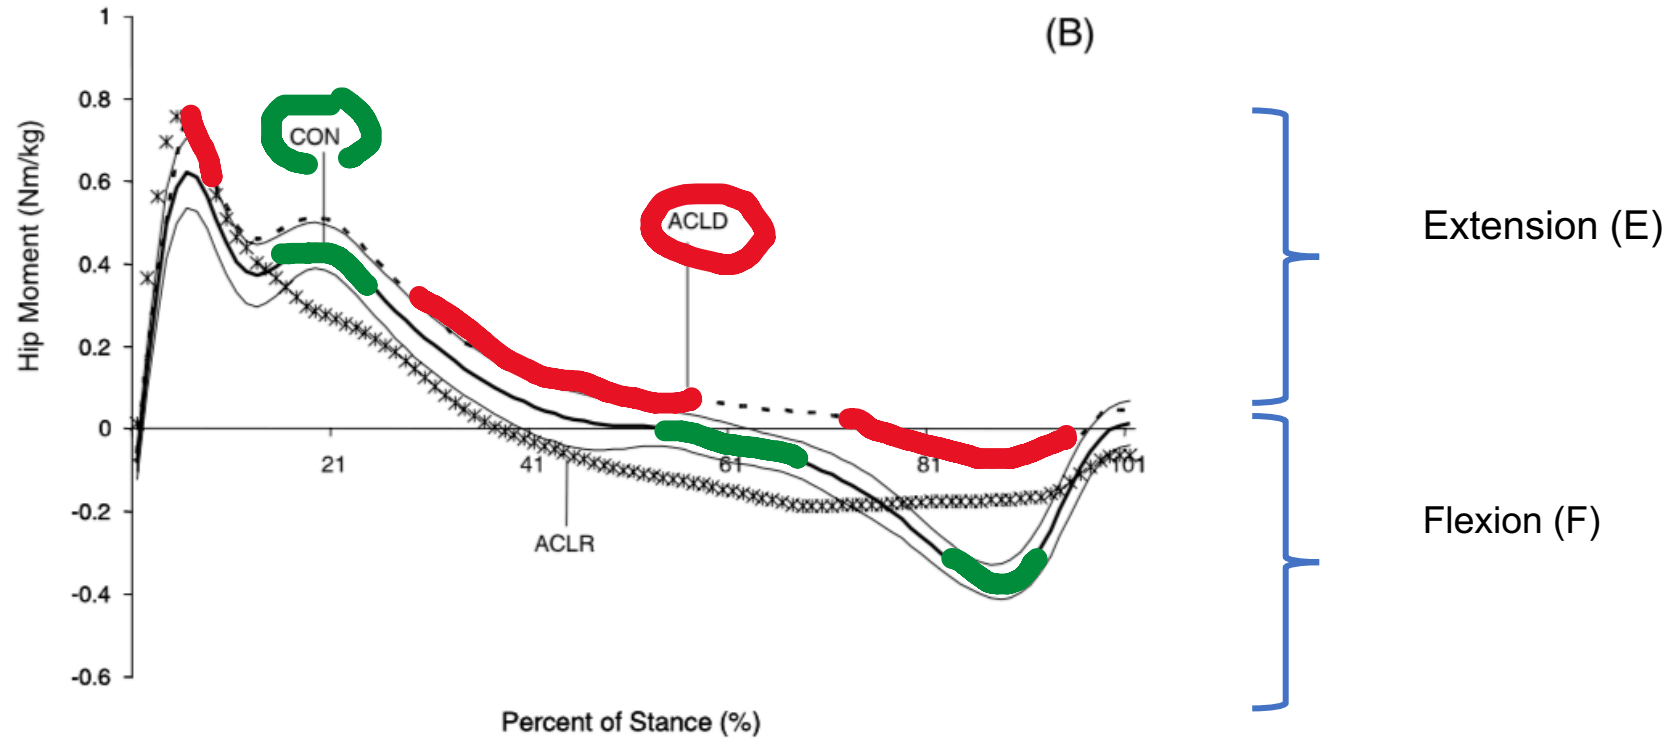 (B)
1
0.8
0.6
0.4
0.2
0
-0.2
-0.4
-0.6
Hip Moment (Nm/kg)
CON
ACLD
ACLR
21
41
61
81
101
Percent of Stance (%)
Extension (E)
Flexion (F)